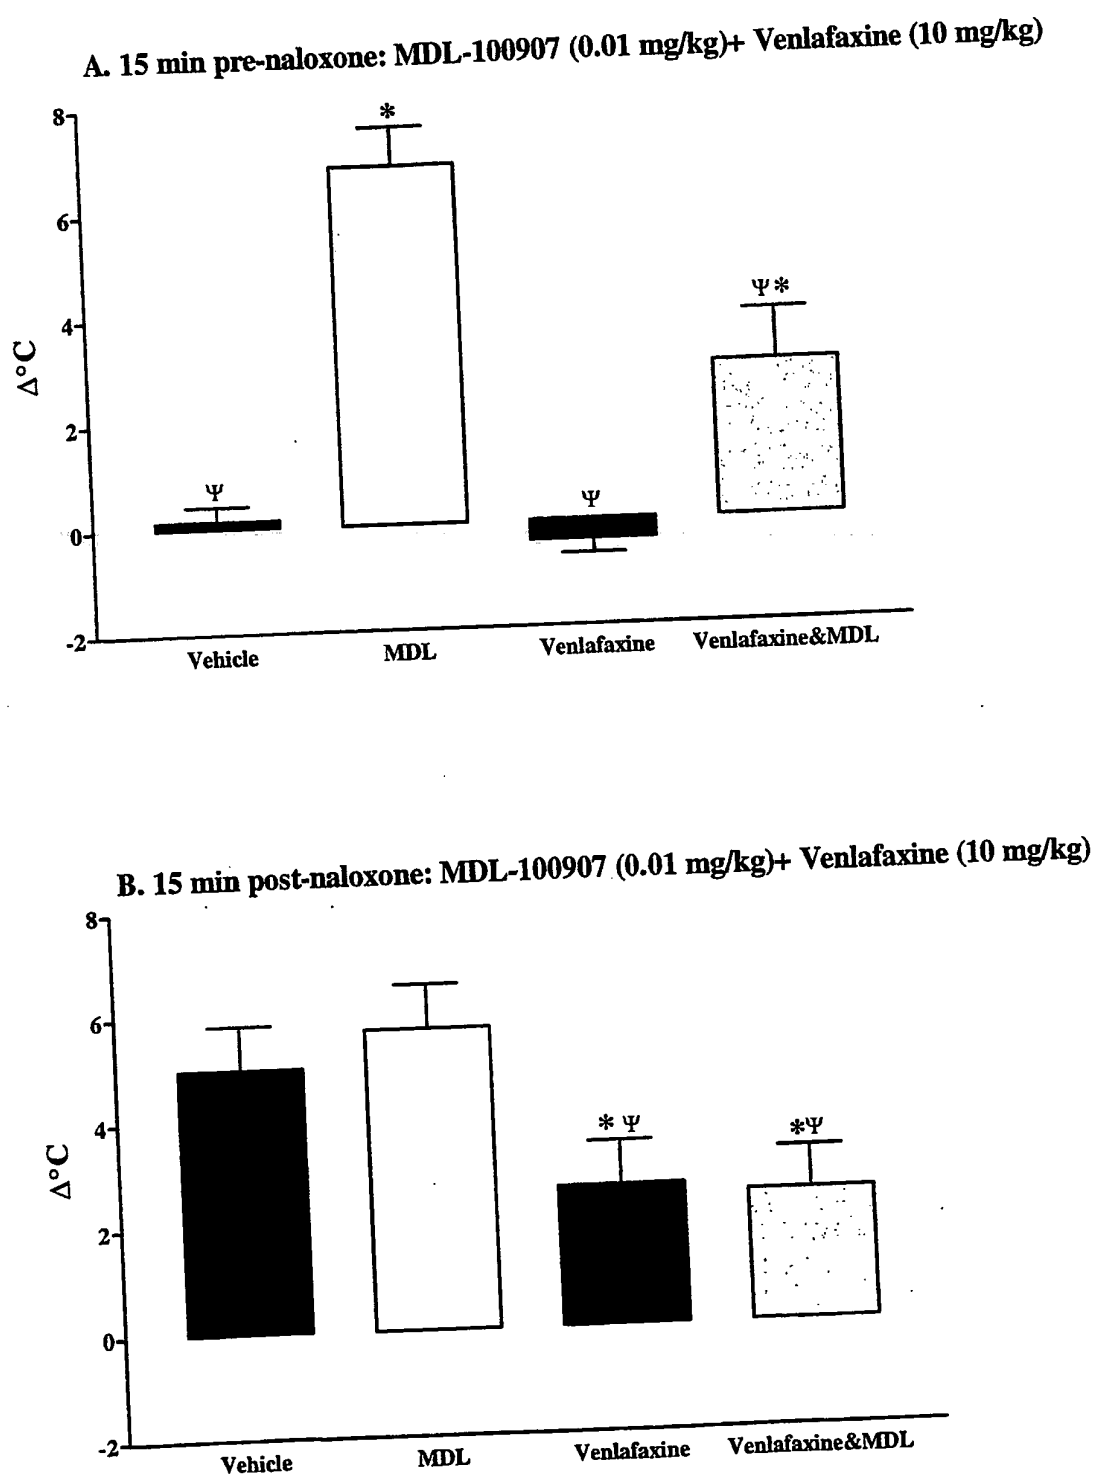 A. 15 min pre-naloxone: MDL-100907 (0.01 mg/kg)+ Venlafaxine (10 mg/kg)
8
6
4
2
0
-2
Δ°C
Ψ
*
Ψ
Ψ*
Vehicle
MDL
Venlafaxine
Venlafaxine&MDL
B. 15 min post-naloxone: MDL-100907 (0.01 mg/kg)+ Venlafaxine (10 mg/kg)
8
6
4
2
0
-2
Δ°C
* Ψ
*Ψ
Vehicle
MDL
Venlafaxine
Venlafaxine&MDL